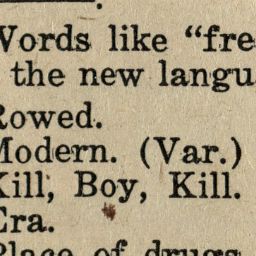 Words like “fre
the new langu
Rowed.
Modern. (Var.)
Kill, Boy, Kill.
Era.
Place of drugs